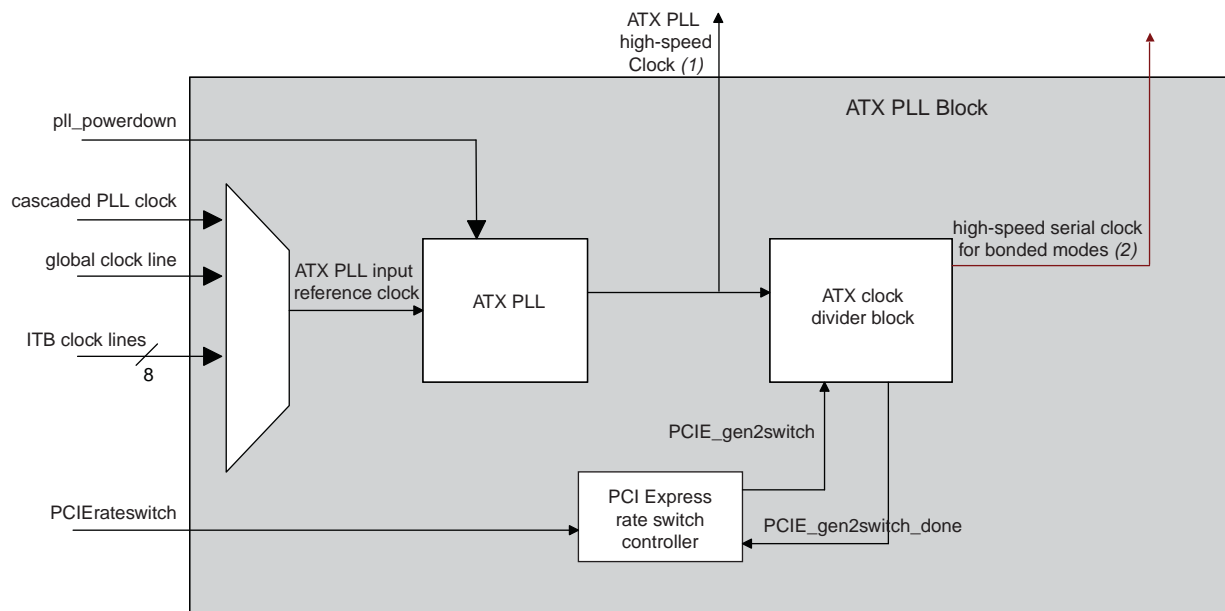 ATX PLL
high-speed
Clock (1)
ATX PLL Block
pll_powerdown
cascaded PLL clock
global clock line
ITB clock lines
8
ATX PLL input
reference clock
ATX PLL
ATX clock
divider block
high-speed serial clock
for bonded modes (2)
PCIE_gen2switch
PCIErateswitch
PCI Express
rate switch
controller
PCIE_gen2switch_done